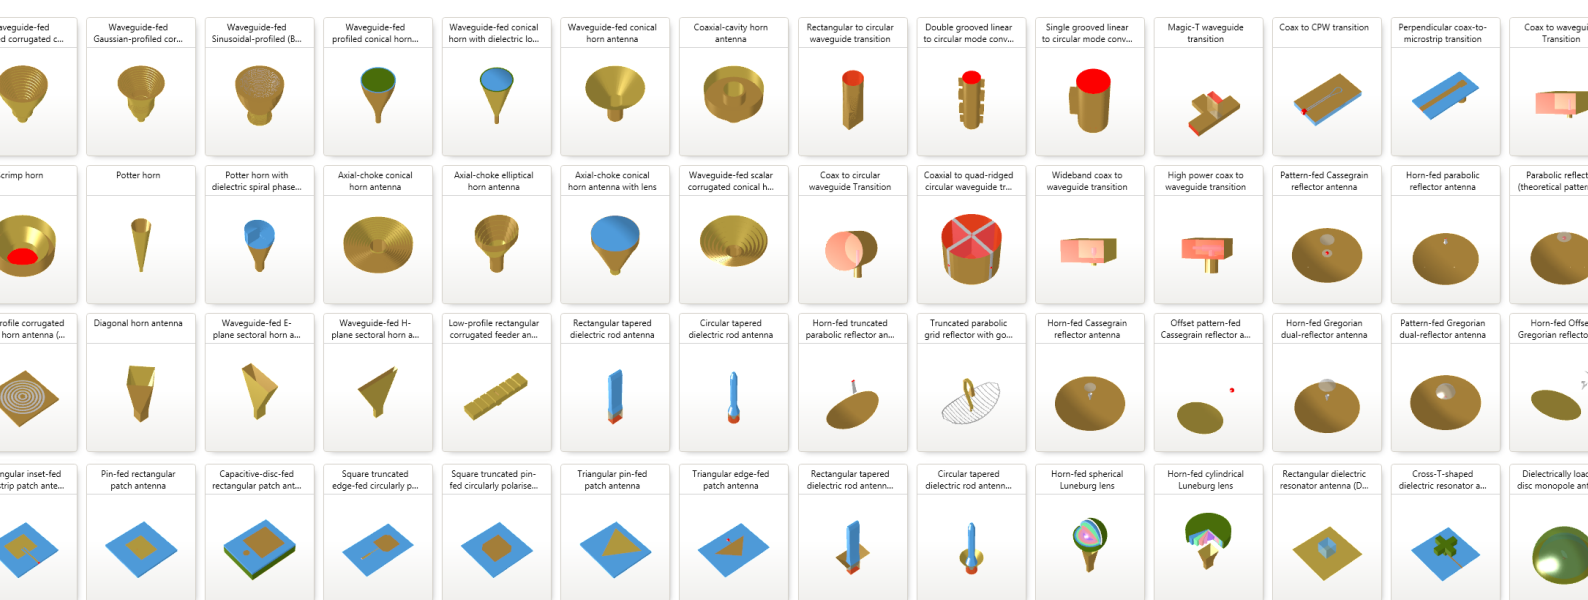 Waveguide-fed
Gaussian-profiled cor...
Waveguide-fed
Sinusoidal-profiled (B...
Waveguide-fed
profiled conical horn...
Waveguide-fed conical
horn with dielectric lo...
Waveguide-fed conical
horn antenna
Coaxial-cavity horn
antenna
Rectangular to circular
waveguide transition
Double grooved linear
to circular mode conv...
Single grooved linear
to circular mode conv...
Magic-T waveguide
transition
Coax to CPW transition
Perpendicular coax-to-
microstrip transition
Coax to
Transition
horn
Potter horn
Potter horn with
dielectric spiral phase...
Axial-choke conical
horn antenna
Axial-choke elliptical
horn antenna
Axial-choke conical
horn antenna with lens
Waveguide-fed scalar
corrugated conical h...
Coax to circular
waveguide Transition
Coaxial to quad-ridged
circular waveguide tr...
Wideband coax to
waveguide transition
High power coax to
waveguide transition
Pattern-fed Cassegrain
reflector antenna
Horn-fed parabolic
reflector antenna
Parabolic
(theoretical
corrugated
horn antenna (...
Diagonal horn antenna
Waveguide-fed E-
plane sectoral horn a...
Waveguide-fed H-
plane sectoral horn a...
Low-profile rectangular
corrugated feeder an...
Rectangular tapered
dielectric rod antenna
Circular tapered
dielectric rod antenna
Horn-fed truncated
parabolic reflector an...
Truncated parabolic
grid reflector with go...
Horn-fed Cassegrain
reflector antenna
Offset pattern-fed
Cassegrain reflector a...
Horn-fed Gregorian
dual-reflector antenna
Pattern-fed Gregorian
dual-reflector antenna
Horn-fed
Gregorian
inset-fed
patch ante...
Pin-fed rectangular
patch antenna
Capacitive-disc-fed
rectangular patch ant...
Square truncated
edge-fed circularly p...
Square truncated pin-
fed circularly polarise...
Triangular pin-fed
patch antenna
Triangular edge-fed
patch antenna
Rectangular tapered
dielectric rod antenn...
Circular tapered
dielectric rod antenn...
Horn-fed spherical
Luneburg lens
Horn-fed cylindrical
Luneburg lens
Rectangular dielectric
resonator antenna (D...
Cross-T-shaped
dielectric resonator a...
Dielectrically
disc monopole